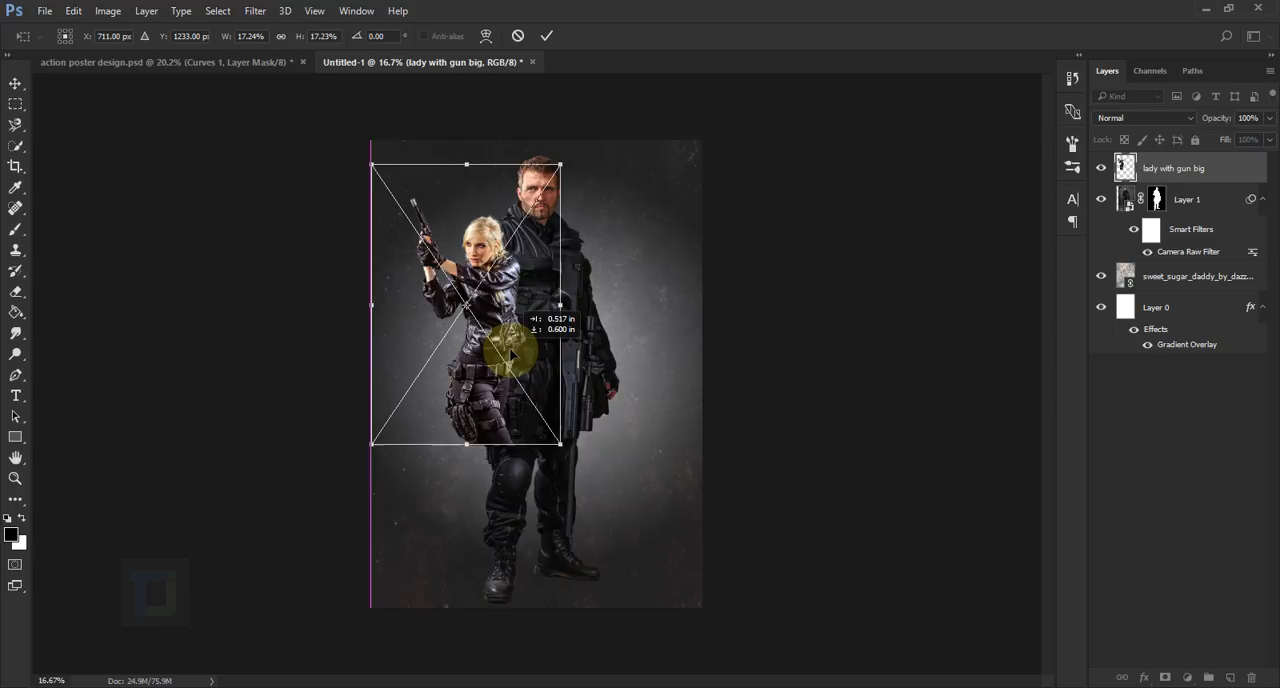 Ps File Edit Image Layer Type Select Filter 3D View Window Help
X: 711.00 px Y: 1233.00 px W: 17.24% H: 17.23% 0.00 ° Anti-alias
action poster design.psd @ 20.2% (Curves 1, Layer Mask/8) * × Untitled-1 @ 16.7% (lady with gun big, RGB/8) * ×
Layers Channels Paths
Kind
Normal Opacity: 100%
Lock: Fill: 100%
lady with gun big
Layer 1
Smart Filters
Camera Raw Filter
sweet_sugar_daddy_by_dazz...
Layer 0 fx
Effects
Gradient Overlay
0.517 in
0.600 in
16.67% Doc: 24.9M/75.9M